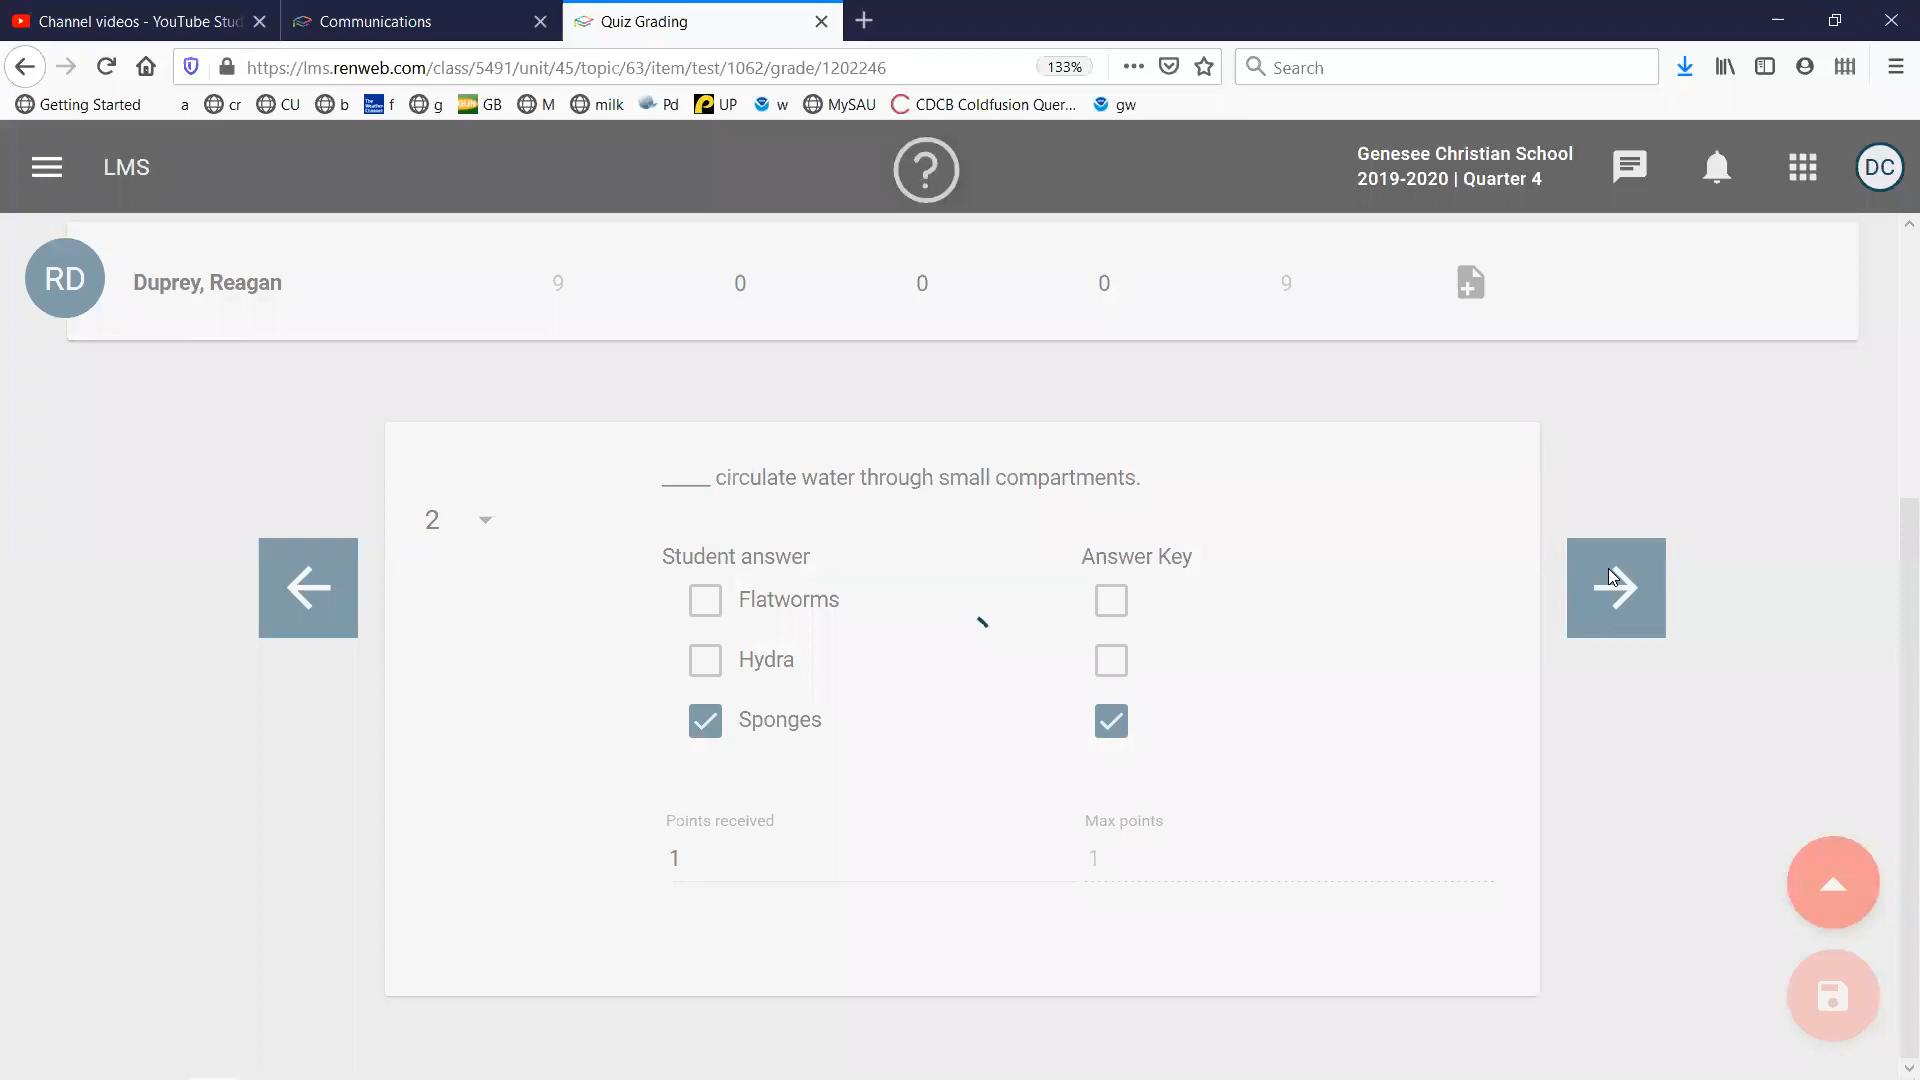 Channel videos - YouTube Stud
Communications
Quiz Grading
https://lms.renweb.com/class/5491/unit/45/topic/63/item/test/1062/grade/1202246
133%
Search
Getting Started
a
cr
CU
b
f
g
GB
M
milk
Pd
UP
w
MySAU
CDCB Coldfusion Quer...
gw
LMS
Genesee Christian School
2019-2020 | Quarter 4
DC
RD
Duprey, Reagan
9
0
0
0
9
_____ circulate water through small compartments.
2
Student answer
Answer Key
Flatworms
Hydra
Sponges
Points received
Max points
1
1